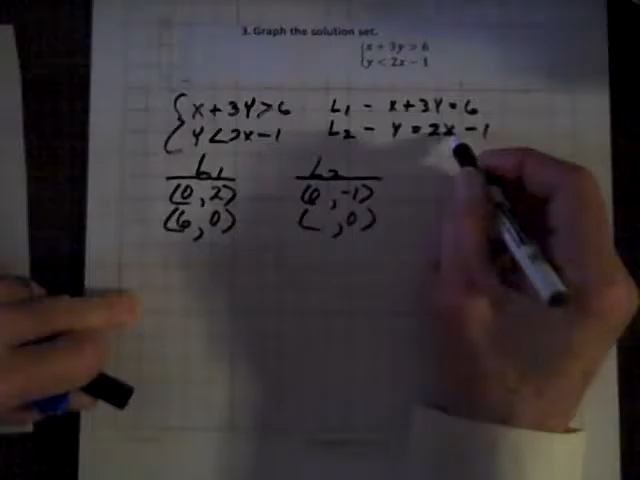 3. Graph the solution set.
x + 3y > 6
y < 2x - 1
x + 3y > 6   L1 - x + 3y = 6
y < 2x - 1   L2 - y = 2x - 1
L1   L2
(0, 2)   (0, -1)
(6, 0)   ( , 0)